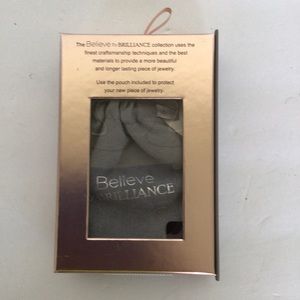 The Believe by BRILLIANCE collection uses the
finest craftsmanship techniques and the best
materials to provide a more beautiful
and longer lasting piece of jewelry.
Use the pouch included to protect
your new piece of jewelry.
Believe
BRILLIANCE